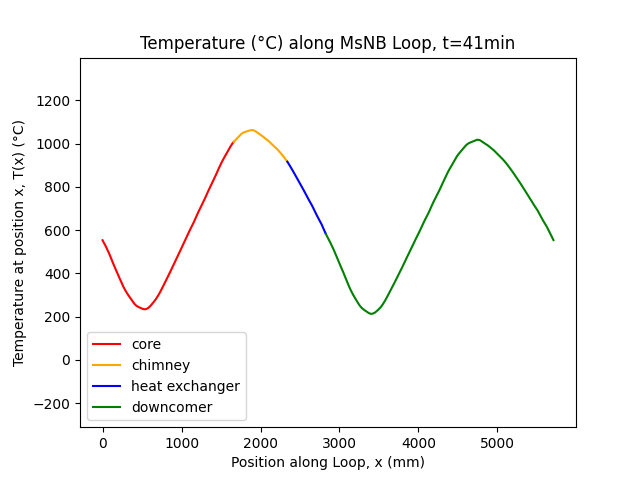 Temperature (°C) along MsNB Loop, t=41min
Temperature at position x, T(x) (°C)
1200
1000
800
600
400
200
0
−200
core
chimney
heat exchanger
downcomer
0 1000 2000 3000 4000 5000
Position along Loop, x (mm)